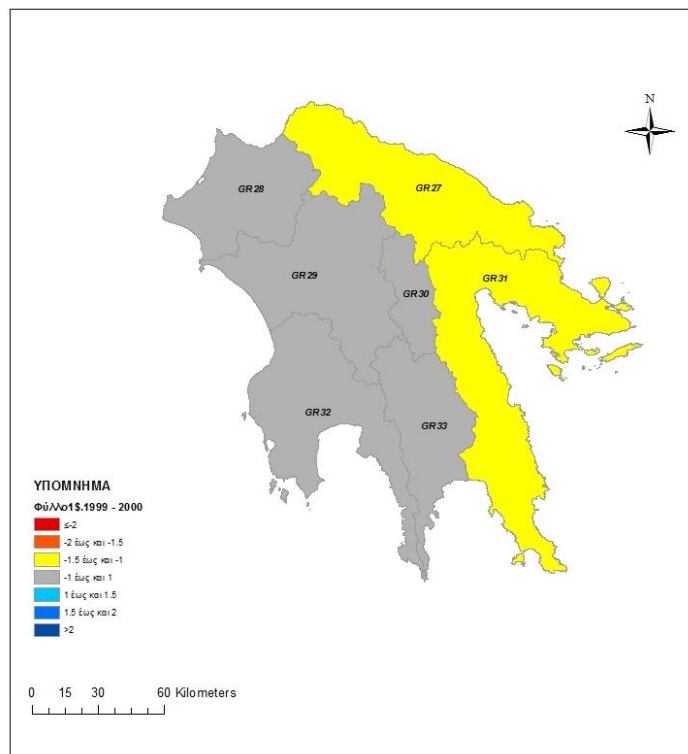 N
GR28
GR27
GR29
GR30
GR31
GR32
GR33
ΥΠΟΜΝΗΜΑ
Φύλλο1$.1999 - 2000
≤-2
-2 έως και -1.5
-1.5 έως και -1
-1 έως και 1
1 έως και 1.5
1.5 έως και 2
>2
0 15 30 60 Kilometers